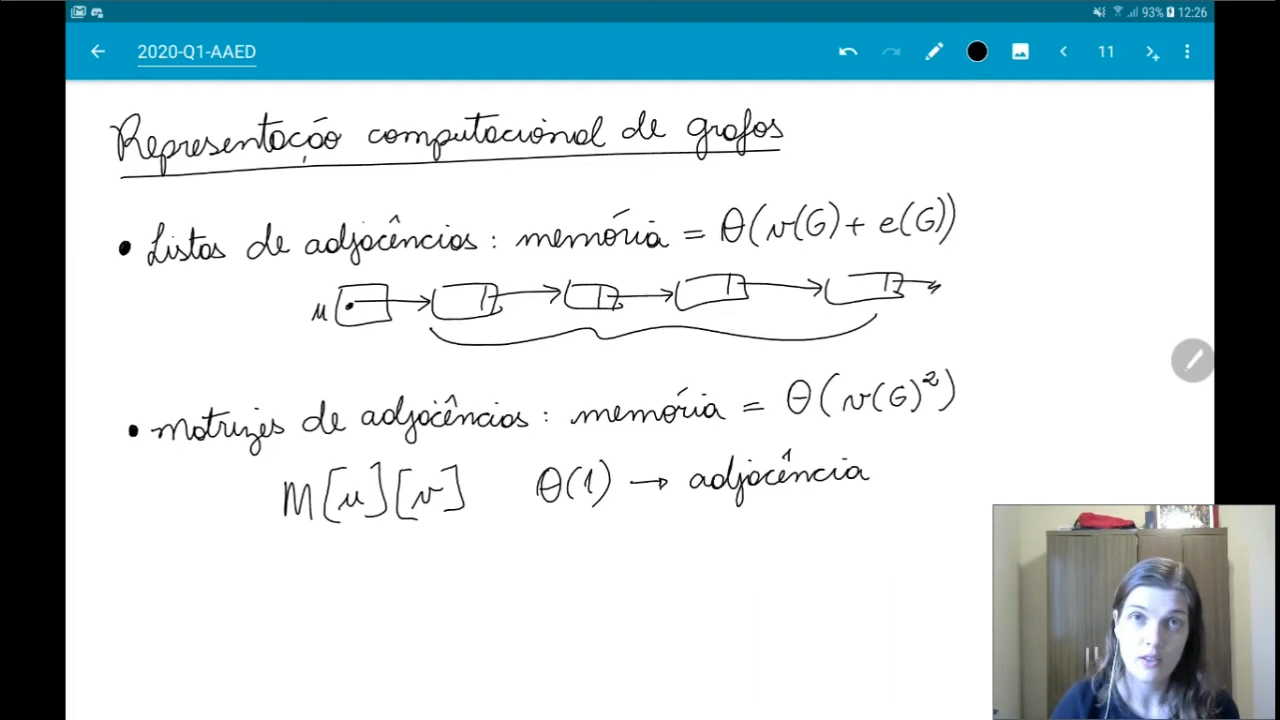 93% 12:26
2020-Q1-AAED
11
Representação computacional de grafos
• Listas de adjacências : memória = Θ(v(G) + e(G))
u
• matrizes de adjacências : memória = Θ(v(G)²)
M[u][v] Θ(1) → adjacência